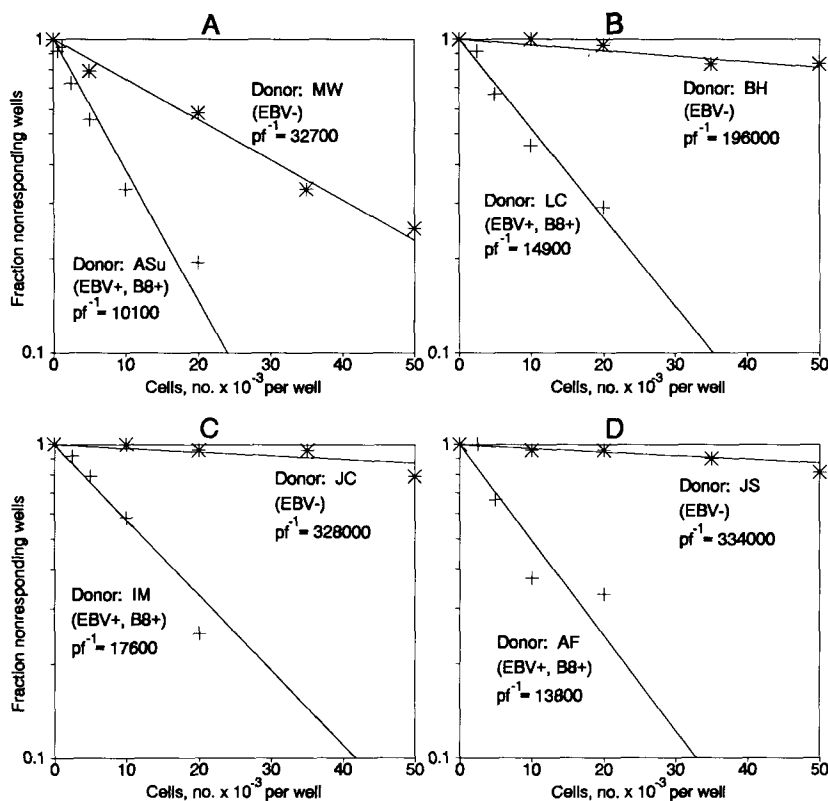 A
1
0.1
Fraction nonresponding wells
Donor: MW
(EBV-)
pf⁻¹ = 32700
Donor: ASu
(EBV+, B8+)
pf⁻¹ = 10100
0 10 20 30 40 50
Cells, no. x 10⁻³ per well
B
1
0.1
Donor: BH
(EBV-)
pf⁻¹ = 196000
Donor: LC
(EBV+, B8+)
pf⁻¹ = 14900
0 10 20 30 40 50
Cells, no. x 10⁻³ per well
C
1
0.1
Fraction nonresponding wells
Donor: JC
(EBV-)
pf⁻¹ = 328000
Donor: IM
(EBV+, B8+)
pf⁻¹ = 17600
0 10 20 30 40 50
Cells, no. x 10⁻³ per well
D
1
0.1
Donor: JS
(EBV-)
pf⁻¹ = 334000
Donor: AF
(EBV+, B8+)
pf⁻¹ = 13800
0 10 20 30 40 50
Cells, no. x 10⁻³ per well